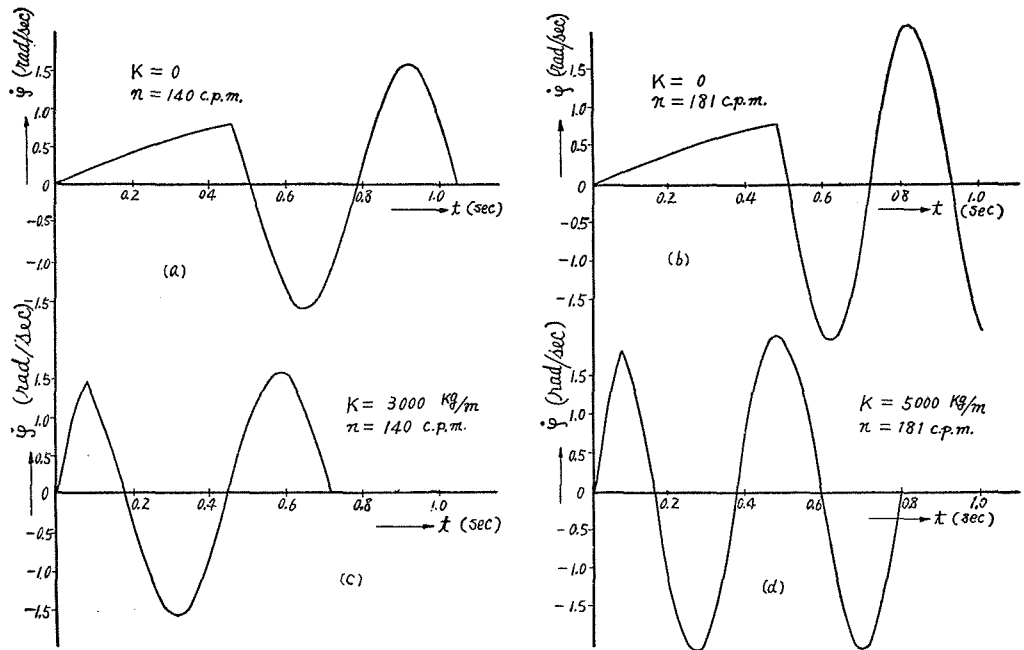 φ̇ (rad/sec)
K = 0
n = 140 c.p.m.
1.5
1.0
0.5
0
-0.5
-1.0
-1.5
0.2 0.4 0.6 0.8 1.0
t (sec)
(a)
φ̇ (rad/sec)
K = 0
n = 181 c.p.m.
1.5
1.0
0.5
0
-0.5
-1.0
-1.5
0.2 0.4 0.6 0.8 1.0
t (sec)
(b)
φ̇ (rad/sec)
K = 3000 Kg/m
n = 140 c.p.m.
1.5
1.0
0.5
0
-0.5
-1.0
-1.5
0.2 0.4 0.6 0.8 1.0
t (sec)
(c)
φ̇ (rad/sec)
K = 5000 Kg/m
n = 181 c.p.m.
1.5
1.0
0.5
0
-0.5
-1.0
-1.5
0.2 0.4 0.6 0.8 1.0
t (sec)
(d)